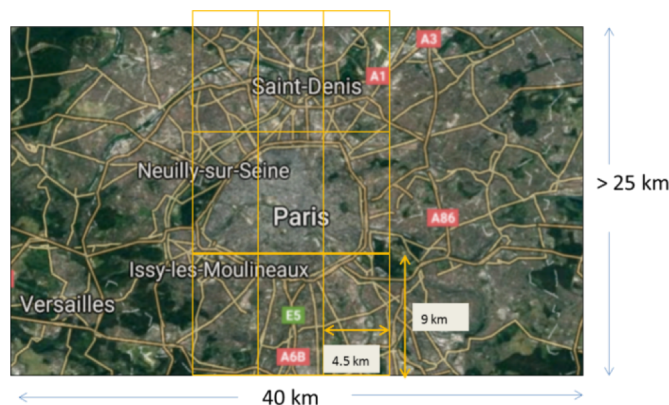 A3
A1
Saint-Denis
Neuilly-sur-Seine
> 25 km
Paris
A86
Issy-les-Moulineaux
Versailles
E5
9 km
A6B
4.5 km
40 km